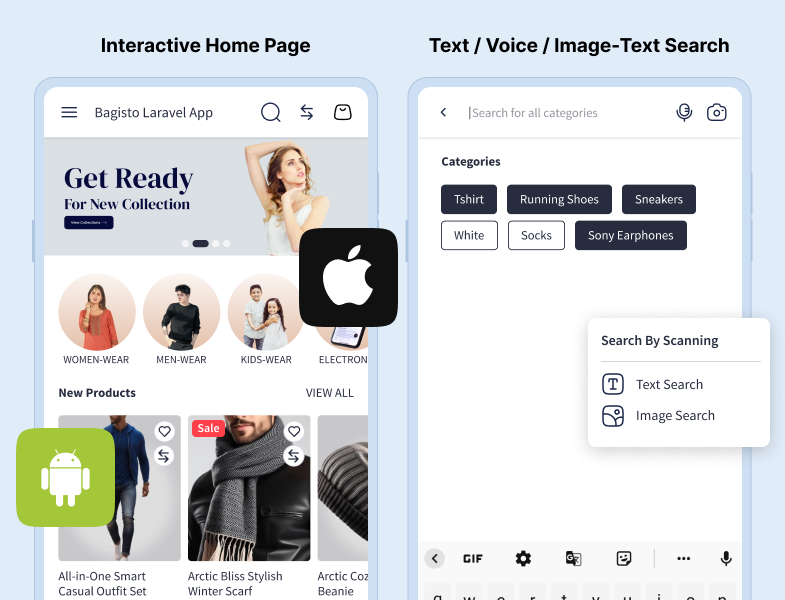 Interactive Home Page
Bagisto Laravel App
Get Ready
For New Collection
View Collections
WOMEN-WEAR
MEN-WEAR
KIDS-WEAR
ELECTRON
New Products
VIEW ALL
Sale
All-in-One Smart
Casual Outfit Set
Arctic Bliss Stylish
Winter Scarf
Arctic Coz
Beanie
Text / Voice / Image-Text Search
Search for all categories
Categories
Tshirt
Running Shoes
Sneakers
White
Socks
Sony Earphones
Search By Scanning
T Text Search
Image Search
GIF
q w e r t y u i o p